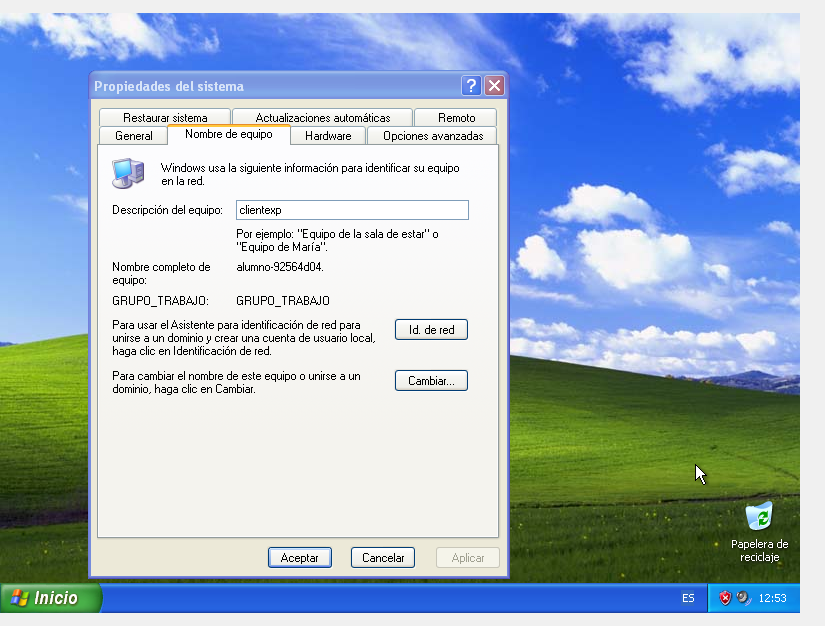 Propiedades del sistema
Restaurar sistema
Actualizaciones automáticas
Remoto
General
Nombre de equipo
Hardware
Opciones avanzadas
Windows usa la siguiente información para identificar su equipo
en la red.
Descripción del equipo:
clientexp
Por ejemplo: "Equipo de la sala de estar" o
"Equipo de María".
Nombre completo de
equipo:
alumno-92564d04.
GRUPO_TRABAJO:
GRUPO_TRABAJO
Para usar el Asistente para identificación de red para
unirse a un dominio y crear una cuenta de usuario local,
haga clic en Identificación de red.
Id. de red
Para cambiar el nombre de este equipo o unirse a un
dominio, haga clic en Cambiar.
Cambiar...
Aceptar
Cancelar
Aplicar
Papelera de
reciclaje
Inicio
ES
12:53